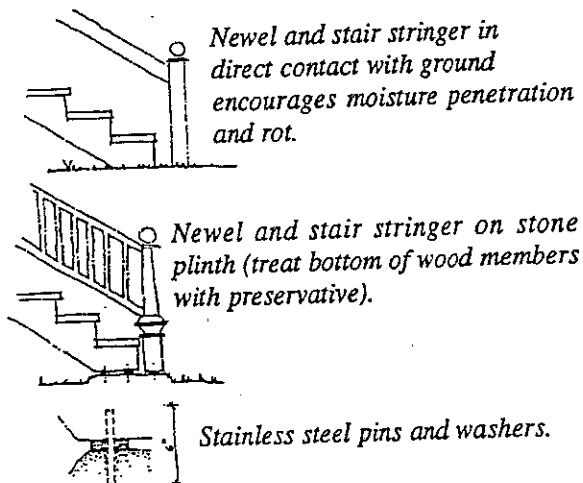 Newel and stair stringer in
direct contact with ground
encourages moisture penetration
and rot.
Newel and stair stringer on stone
plinth (treat bottom of wood members
with preservative).
6"
Stainless steel pins and washers.